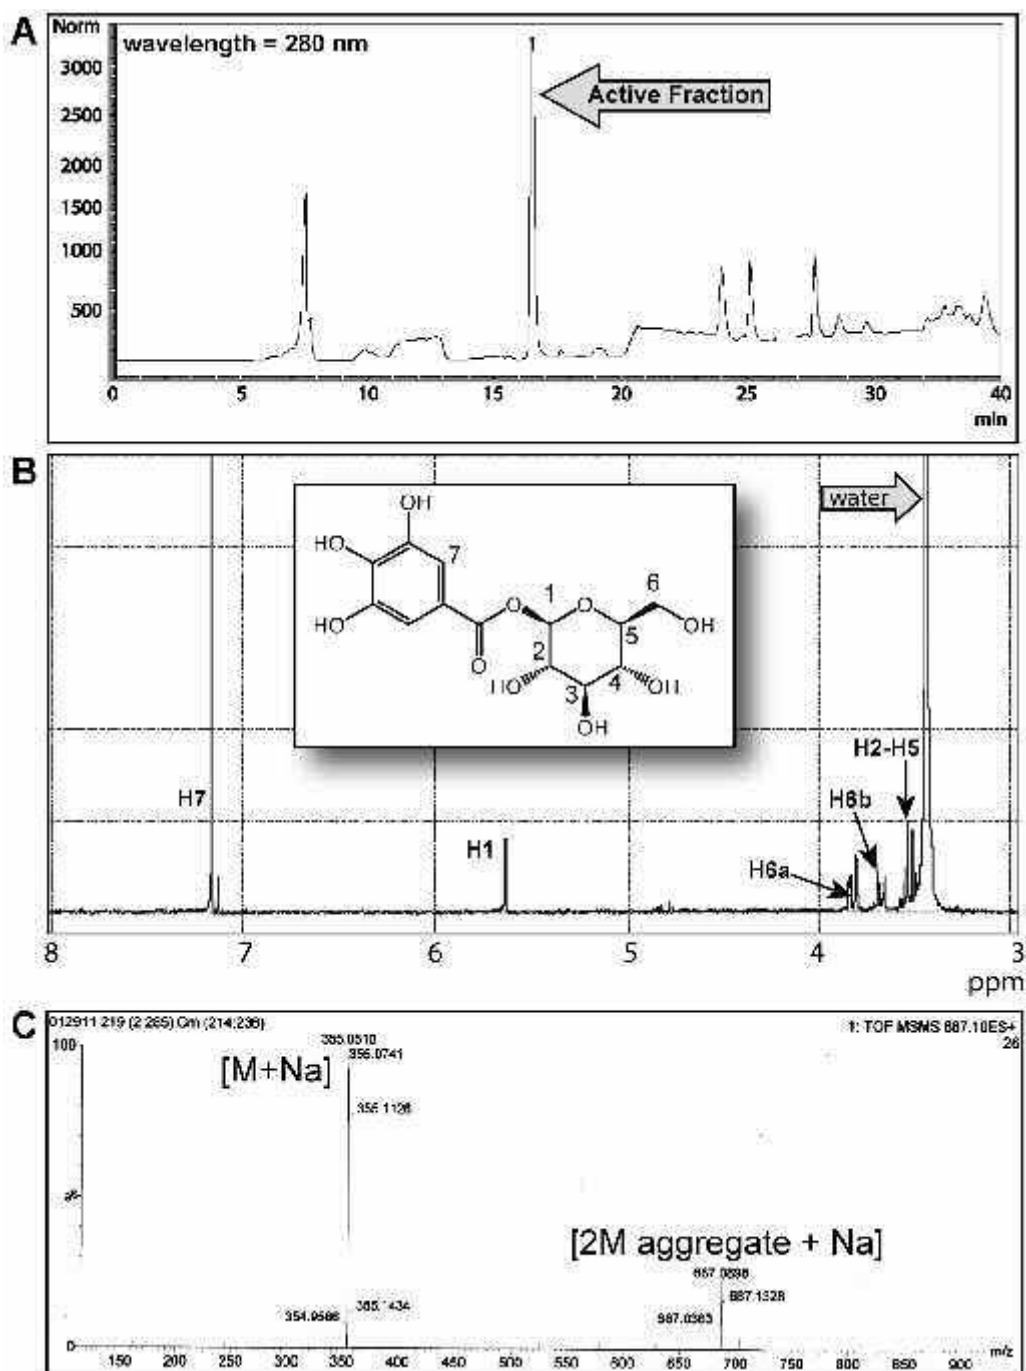 A
Norm
wavelength = 280 nm
1
Active Fraction
3000
2500
2000
1500
1000
500
0 5 10 15 20 25 30 35 40
min
B
water
OH
HO
7
HO
O
O
1
O
6
OH
5
2
HO
3
4
OH
OH
H7
H1
H2-H5
H6b
H6a
8 7 6 5 4 3
ppm
C
1: TOF MSMS 687.10ES+
26
100
[M+Na]
355.0741
355.1126
[2M aggregate + Na]
687.0898
687.1328
687.0363
355.1434
%
0
150 200 250 300 350 400 450 500 550 600 650 700 750 800 850 900
m/z